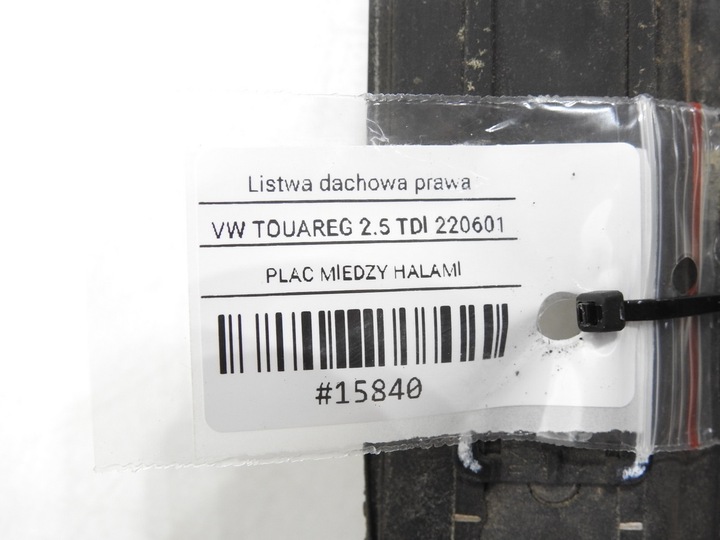 Listwa dachowa prawa
VW TOUAREG 2.5 TDI 220601
PLAC MIEDZY HALAMI
#15840